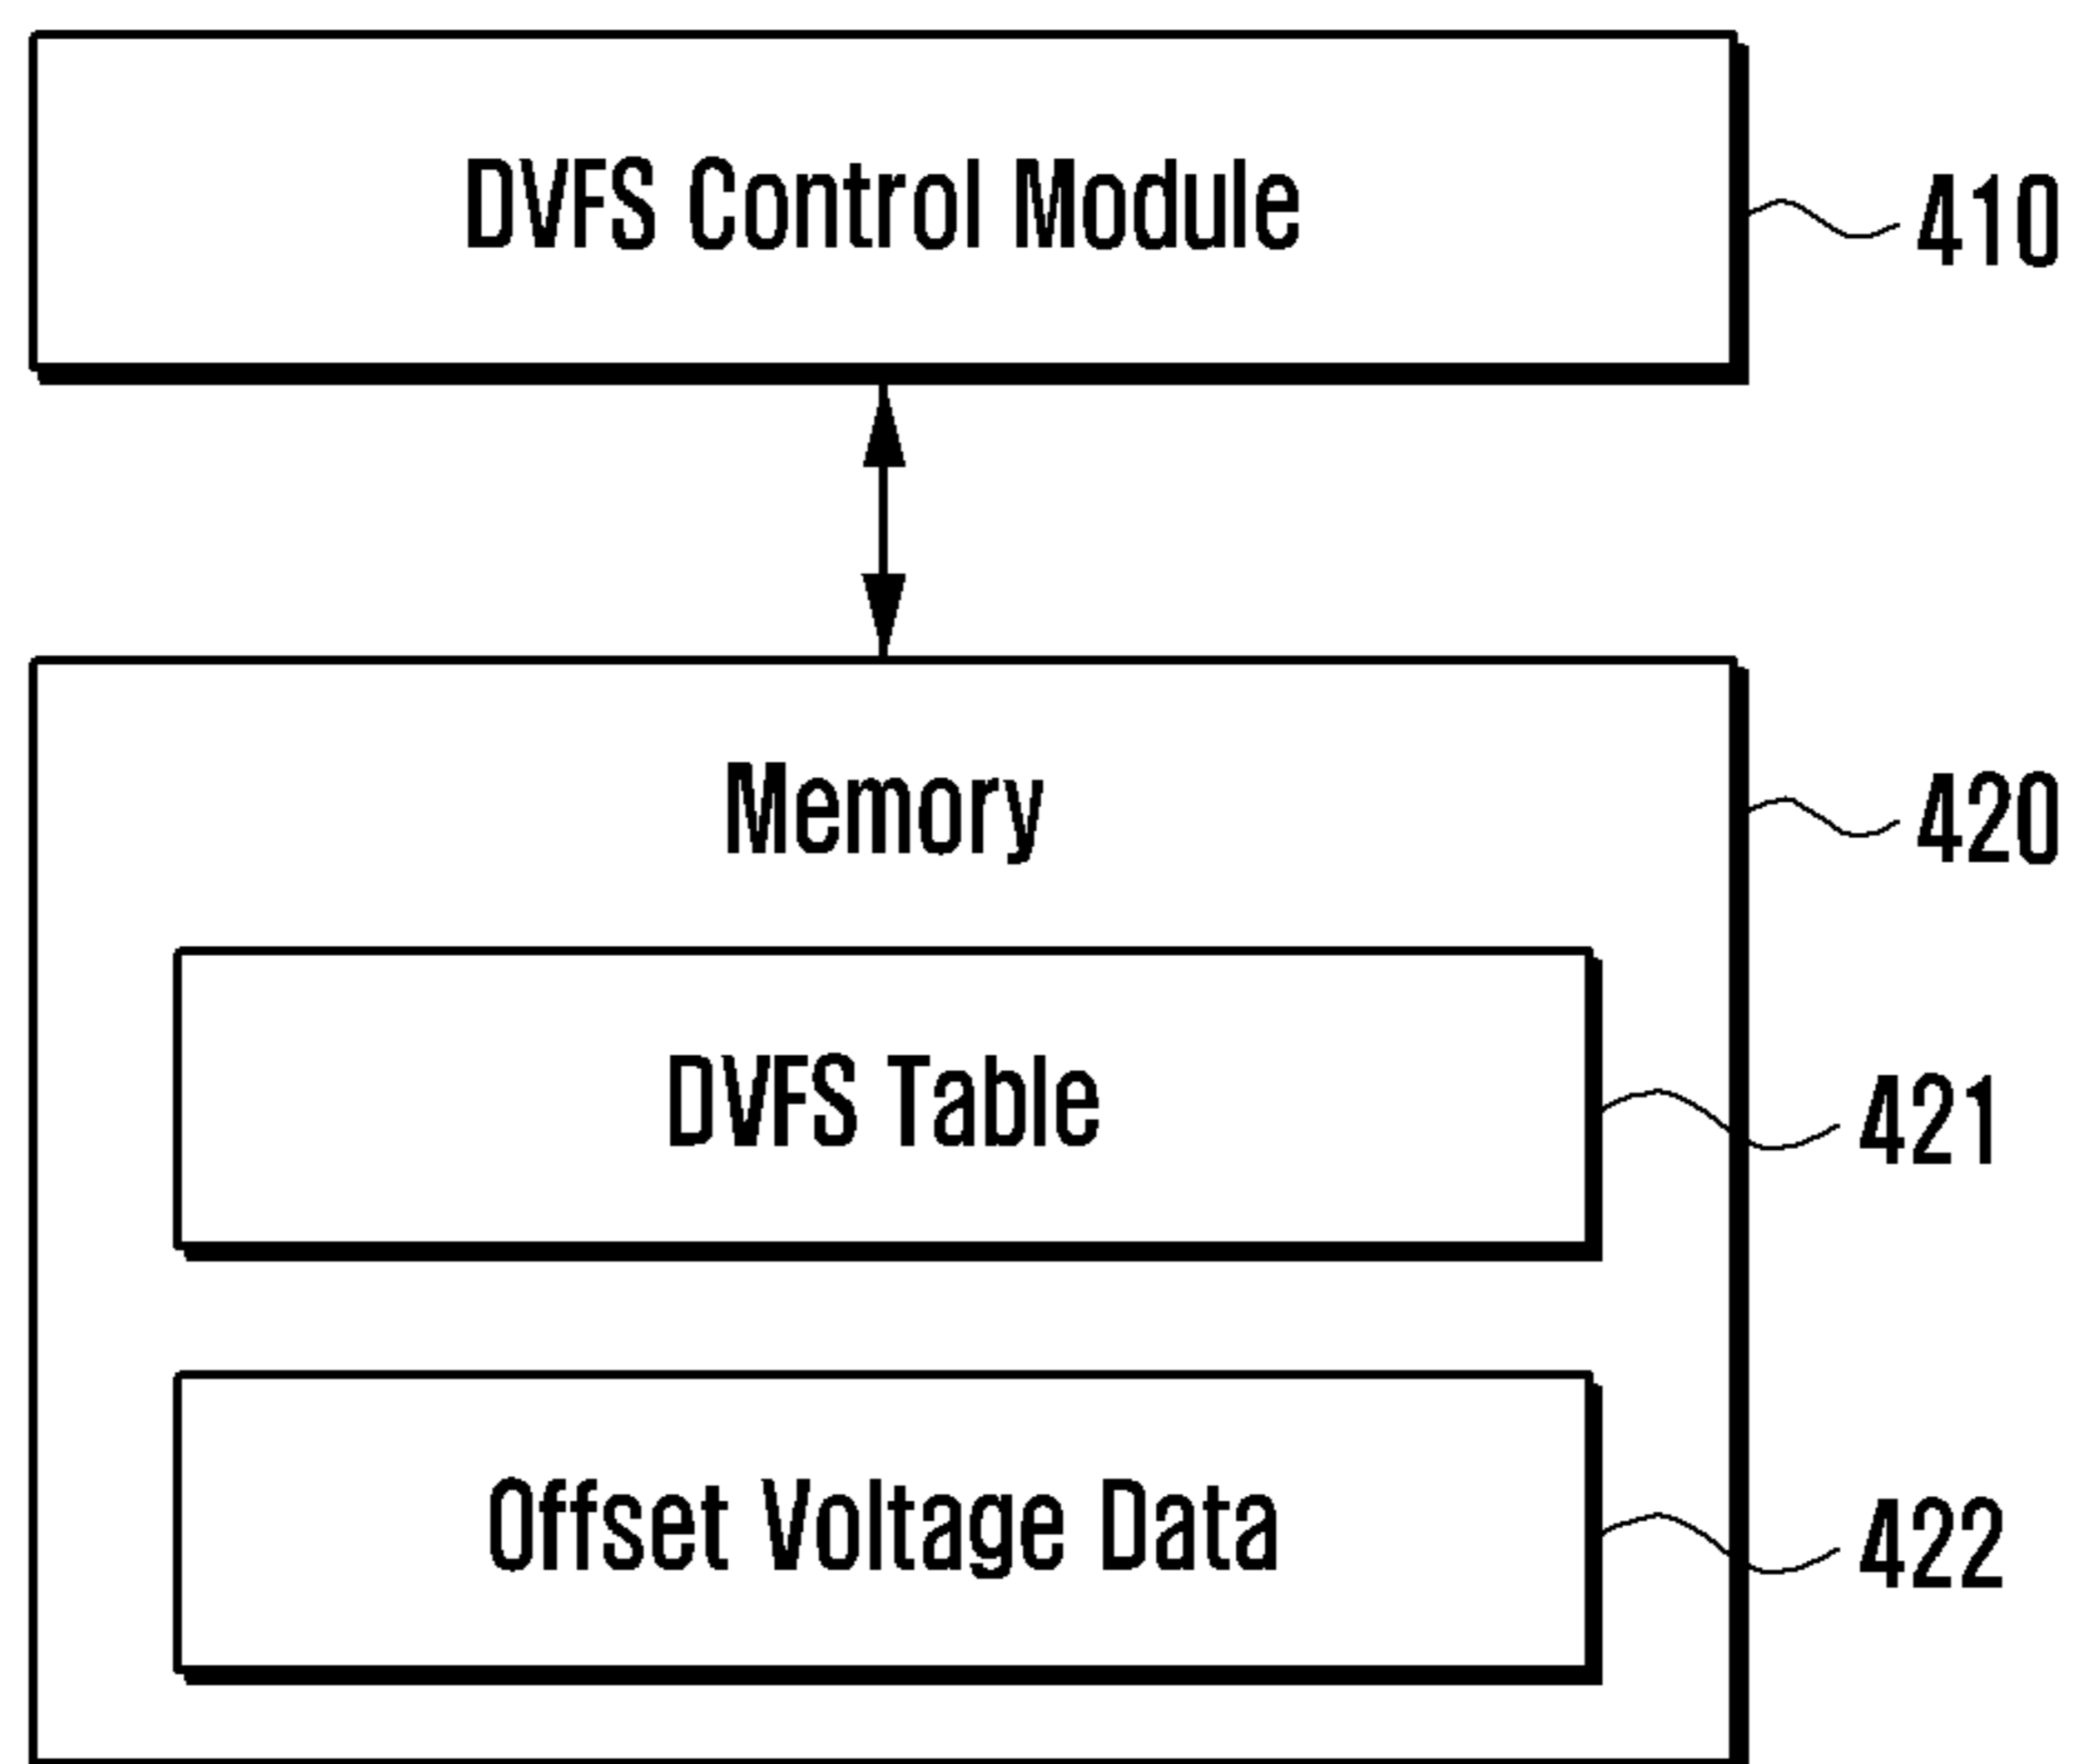 DVFS Control Module
410
Memory
420
DVFS Table
421
Offset Voltage Data
422